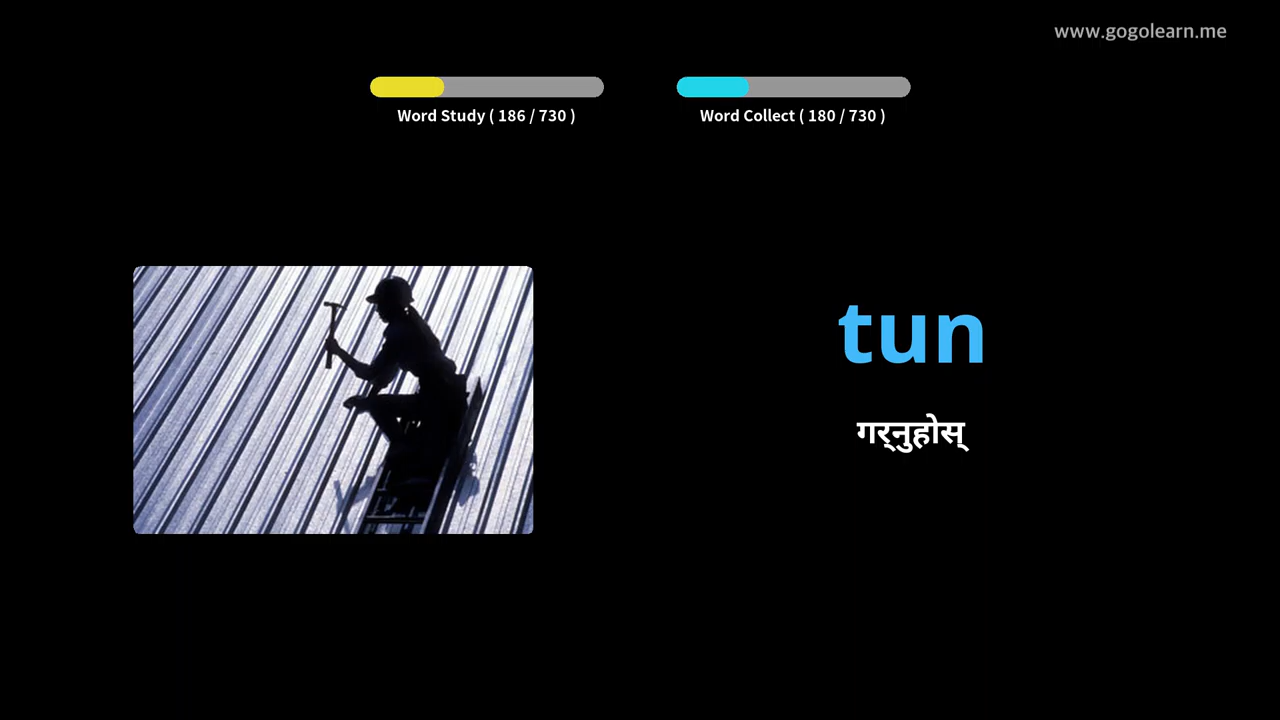 www.gogolearn.me
Word Study ( 186 / 730 )
Word Collect ( 180 / 730 )
tun
गर्‍नुहोस्